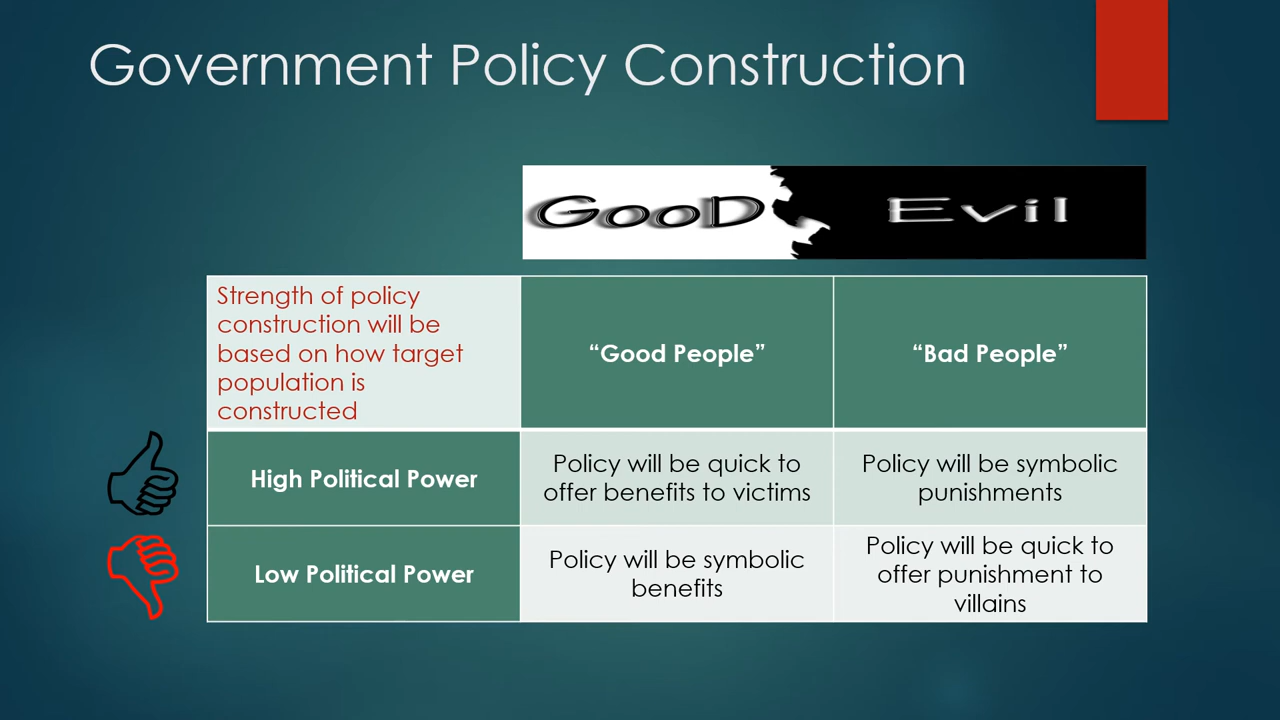 Government Policy Construction
GooD Evil
Strength of policy
construction will be
based on how target
population is
constructed
“Good People”
“Bad People”
High Political Power
Policy will be quick to
offer benefits to victims
Policy will be symbolic
punishments
Low Political Power
Policy will be symbolic
benefits
Policy will be quick to
offer punishment to
villains